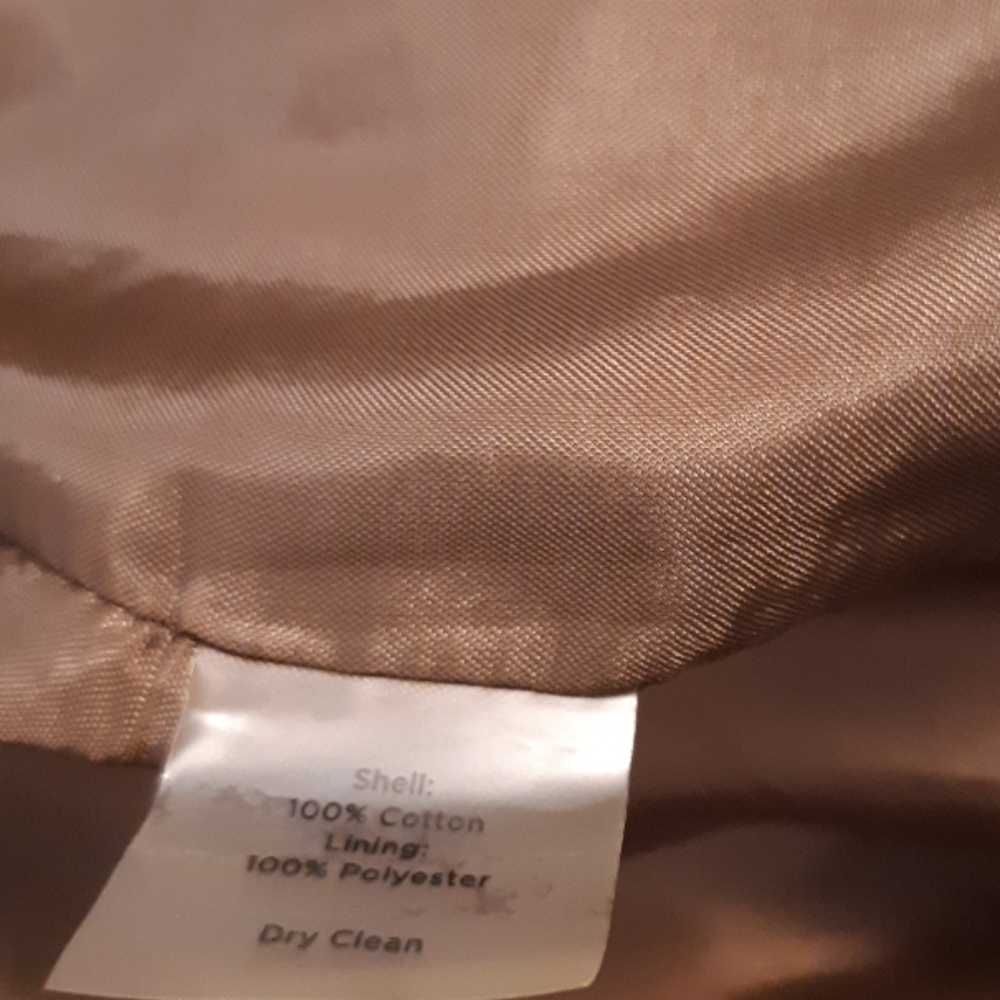 Shell:
100% Cotton
Lining:
100% Polyester
Dry Clean